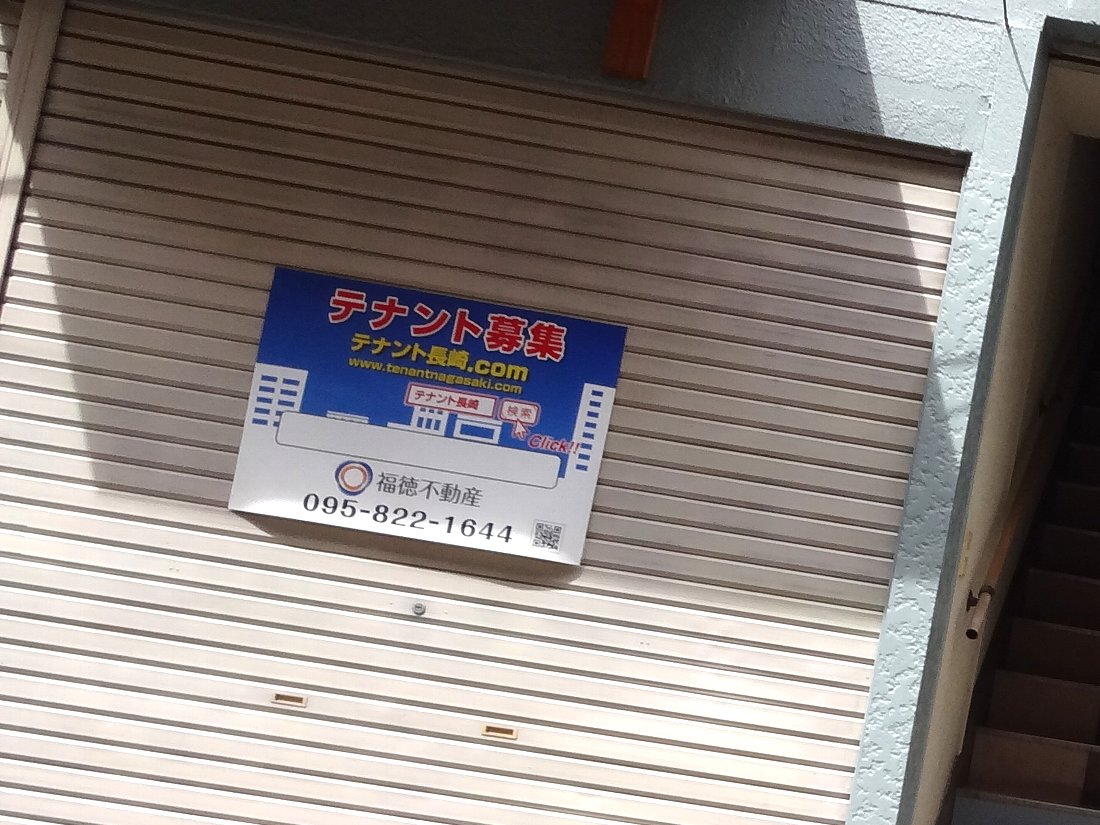 テナント募集
テナント長崎.com
www.tenantnagasaki.com
テナント長崎 検索
Click!!
福徳不動産
095-822-1644